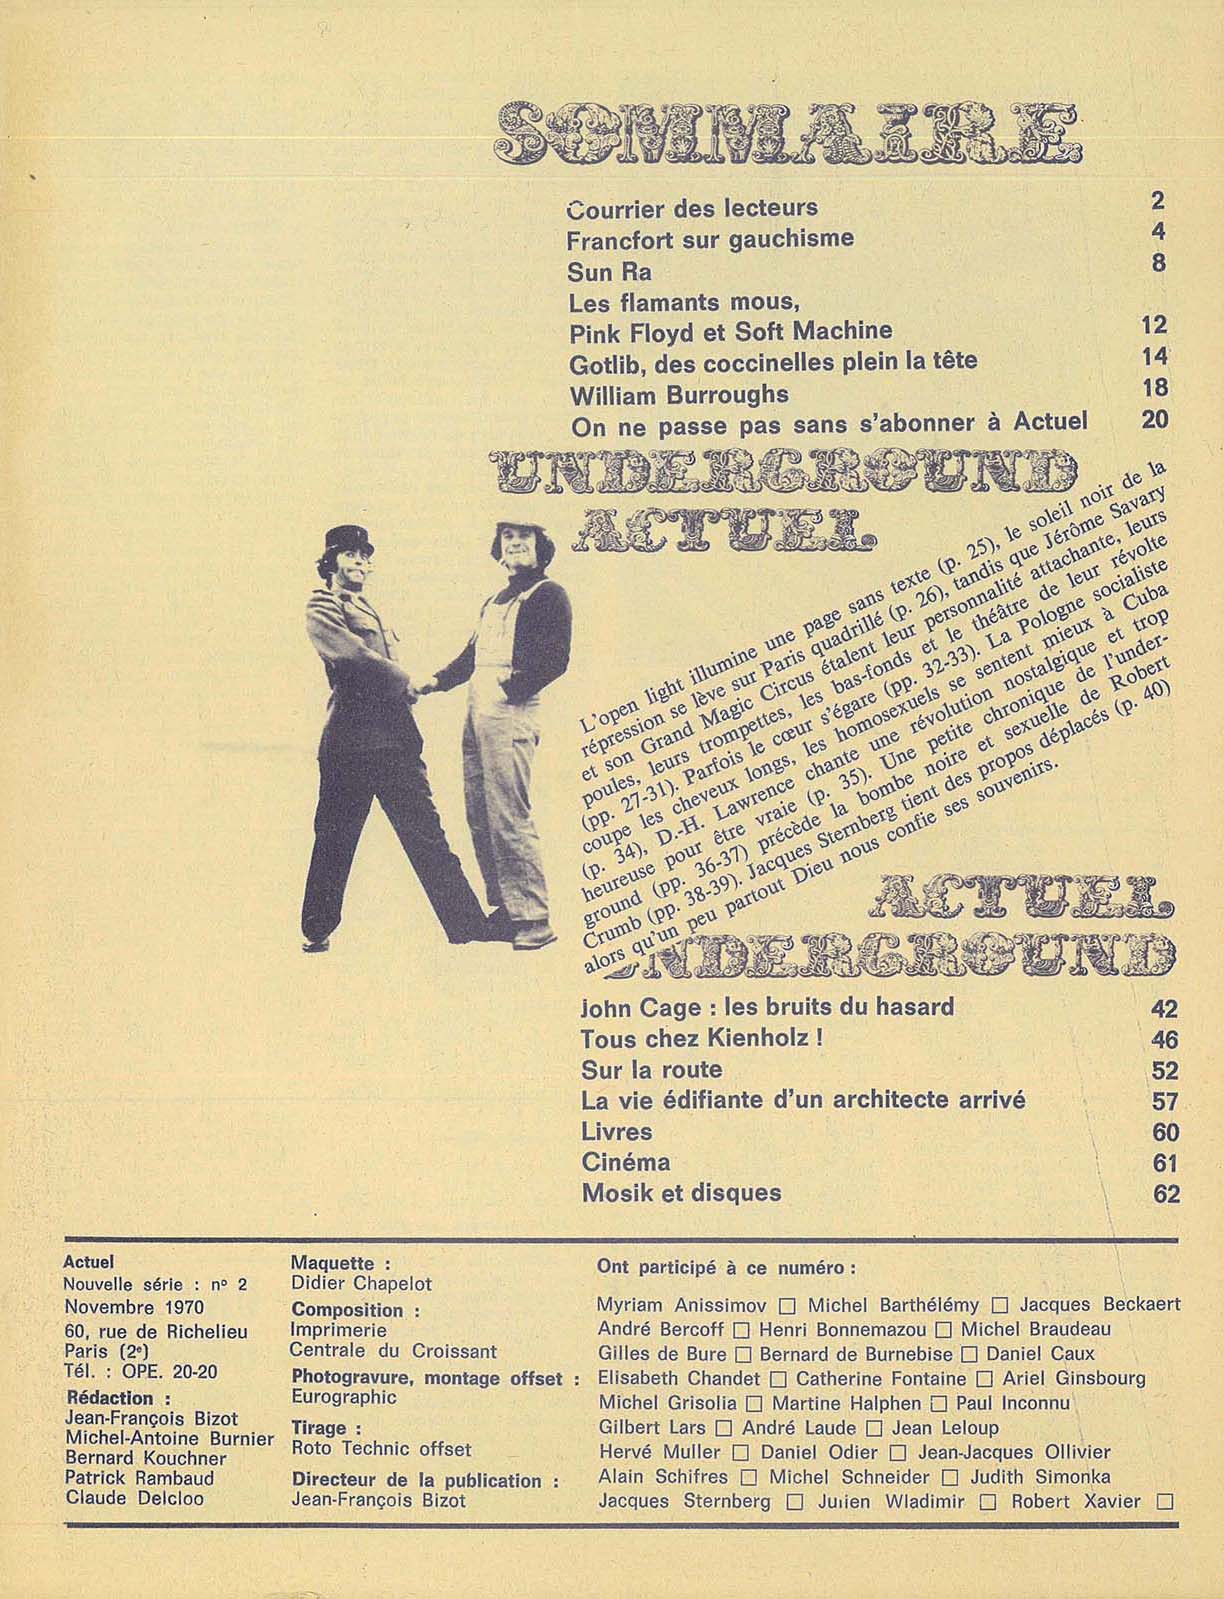 SOMMAIRE
Courrier des lecteurs 2
Francfort sur gauchisme 4
Sun Ra 8
Les flamants mous,
Pink Floyd et Soft Machine 12
Gotlib, des coccinelles plein la tête 14
William Burroughs 18
On ne passe pas sans s'abonner à Actuel 20
UNDERGROUND
ACTUEL
L'open light illumine une page sans texte (p. 25), le soleil noir de la
répression se lève sur Paris quadrillé (p. 26), tandis que Jérôme Savary
et son Grand Magic Circus étalent leur personnalité attachante, leurs
poules, leurs trompettes, les bas-fonds et le théâtre de leur révolte
(pp. 27-31). Parfois le cœur s'égare (pp. 32-33). La Pologne socialiste
coupe les cheveux longs, les homosexuels se sentent mieux à Cuba
(p. 34), D.-H. Lawrence chante une révolution nostalgique et trop
heureuse pour être vraie (p. 35). Une petite chronique de l'under-
ground (pp. 36-37) précède la bombe noire et sexuelle de Robert
Crumb (pp. 38-39). Jacques Sternberg tient des propos déplacés (p. 40)
alors qu'un peu partout Dieu nous confie ses souvenirs.
ACTUEL
UNDERGROUND
John Cage : les bruits du hasard 42
Tous chez Kienholz ! 46
Sur la route 52
La vie édifiante d'un architecte arrivé 57
Livres 60
Cinéma 61
Mosik et disques 62
Actuel
Nouvelle série : nº 2
Novembre 1970
60, rue de Richelieu
Paris (2e)
Tél. : OPE. 20-20
Rédaction :
Jean-François Bizot
Michel-Antoine Burnier
Bernard Kouchner
Patrick Rambaud
Claude Delcloo
Maquette :
Didier Chapelot
Composition :
Imprimerie
Centrale du Croissant
Photogravure, montage offset :
Eurographic
Tirage :
Roto Technic offset
Directeur de la publication :
Jean-François Bizot
Ont participé à ce numéro :
Myriam Anissimov □ Michel Barthélémy □ Jacques Beckaert
André Bercoff □ Henri Bonnemazou □ Michel Braudeau
Gilles de Bure □ Bernard de Burnebise □ Daniel Caux
Elisabeth Chandet □ Catherine Fontaine □ Ariel Ginsbourg
Michel Grisolia □ Martine Halphen □ Paul Inconnu
Gilbert Lars □ André Laude □ Jean Leloup
Hervé Muller □ Daniel Odier □ Jean-Jacques Ollivier
Alain Schifres □ Michel Schneider □ Judith Simonka
Jacques Sternberg □ Julien Wladimir □ Robert Xavier □